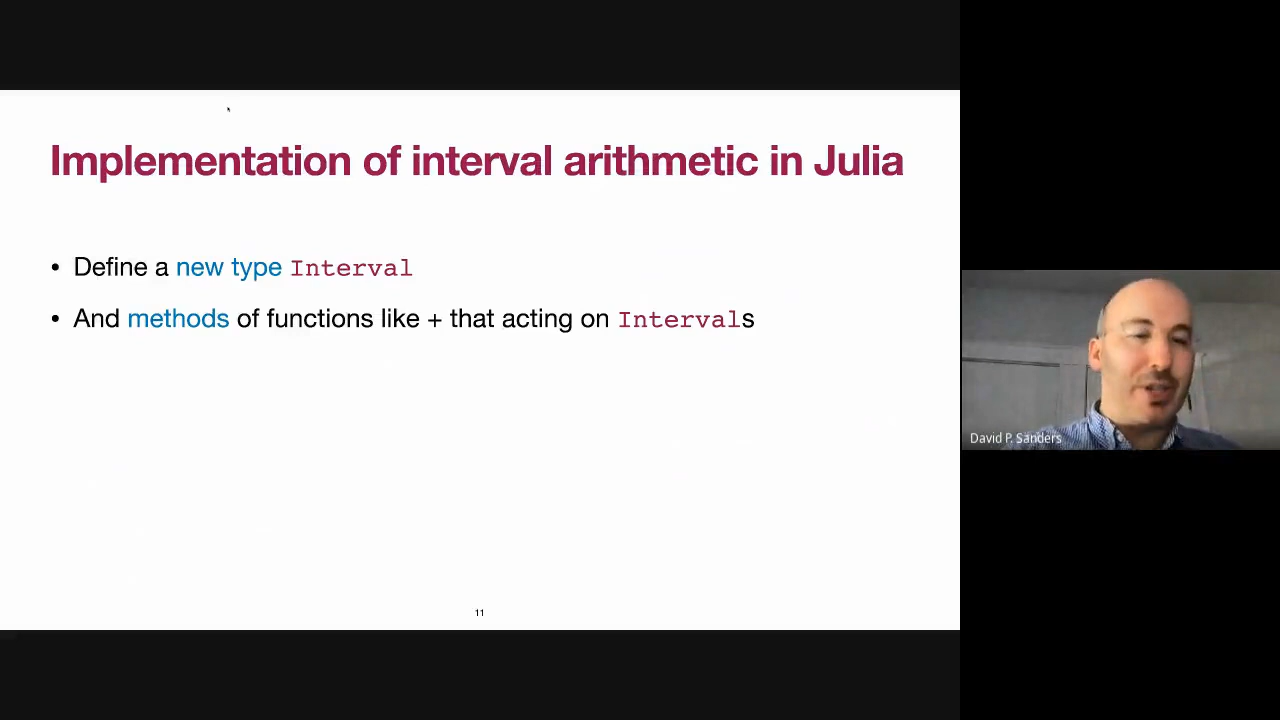 Implementation of interval arithmetic in Julia
• Define a new type Interval
• And methods of functions like + that acting on Intervals
11
David P. Sanders